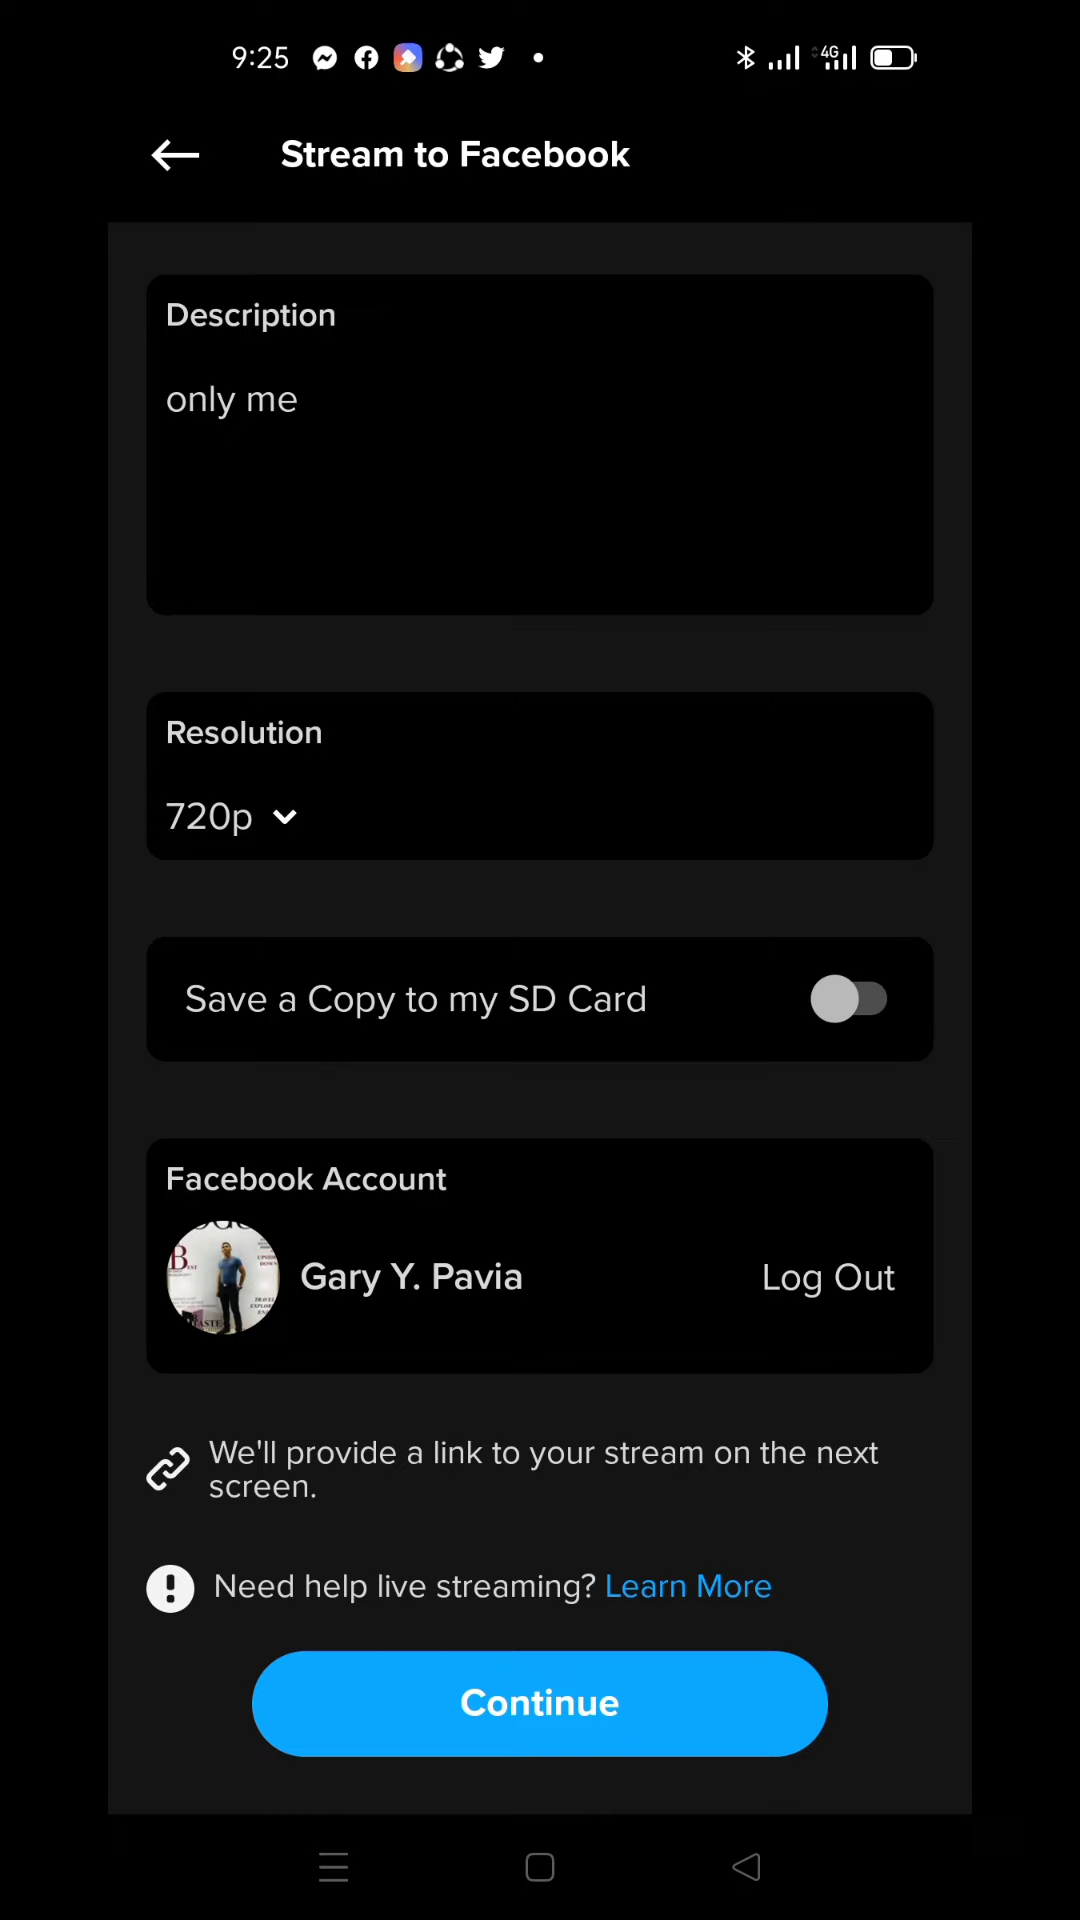 9:25
4G
Stream to Facebook
Description
only me
Resolution
720p
Save a Copy to my SD Card
Facebook Account
Gary Y. Pavia
Log Out
We'll provide a link to your stream on the next
screen.
Need help live streaming? Learn More
Continue